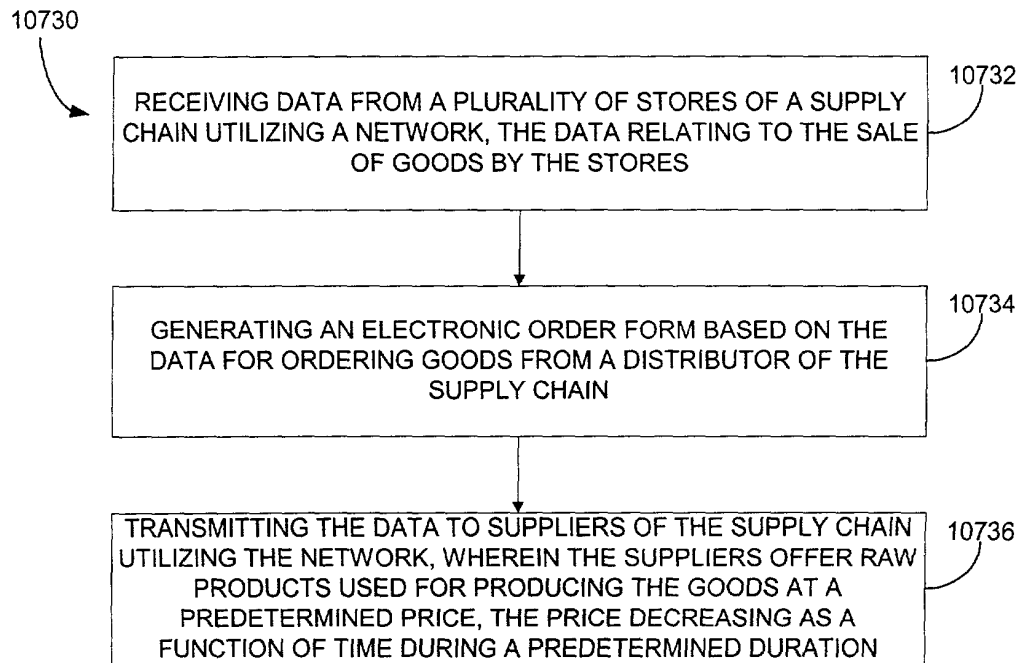 10730
10732
RECEIVING DATA FROM A PLURALITY OF STORES OF A SUPPLY
CHAIN UTILIZING A NETWORK, THE DATA RELATING TO THE SALE
OF GOODS BY THE STORES
10734
GENERATING AN ELECTRONIC ORDER FORM BASED ON THE
DATA FOR ORDERING GOODS FROM A DISTRIBUTOR OF THE
SUPPLY CHAIN
10736
TRANSMITTING THE DATA TO SUPPLIERS OF THE SUPPLY CHAIN
UTILIZING THE NETWORK, WHEREIN THE SUPPLIERS OFFER RAW
PRODUCTS USED FOR PRODUCING THE GOODS AT A
PREDETERMINED PRICE, THE PRICE DECREASING AS A
FUNCTION OF TIME DURING A PREDETERMINED DURATION